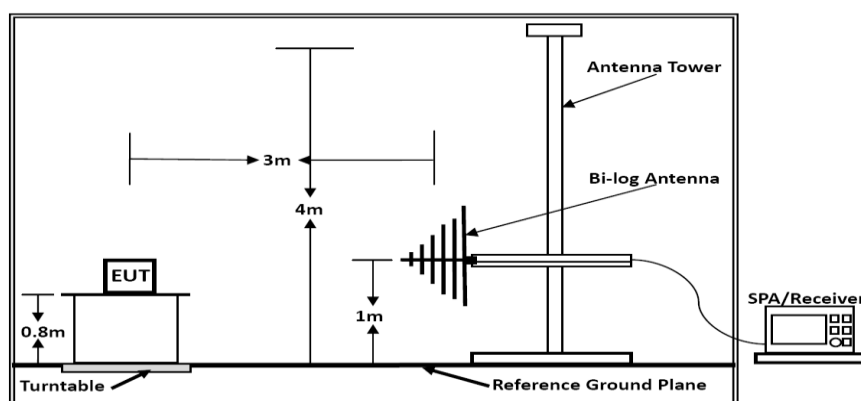 Antenna Tower
3m
Bi-log Antenna
4m
EUT
SPA/Receiver
0.8m
1m
Turntable
Reference Ground Plane